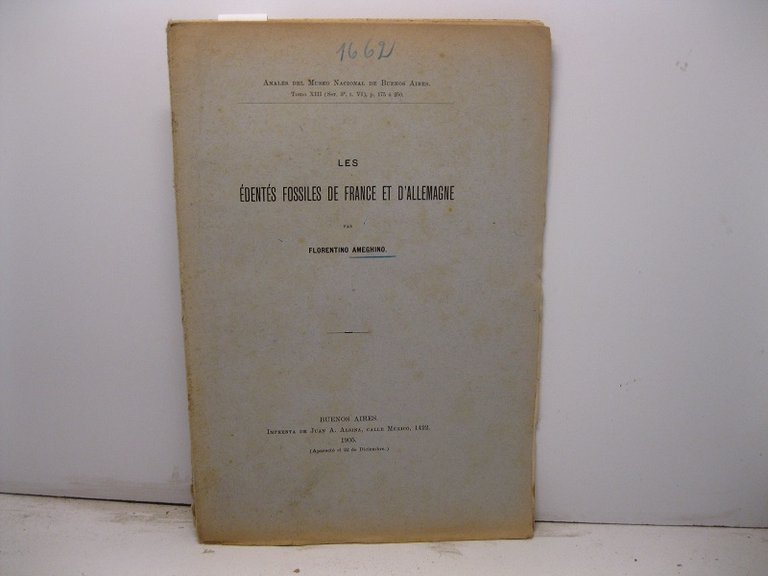 1662
ANALES DEL MUSEO NACIONAL DE BUENOS AIRES.
TOMO XIII (SER. 3ª, T. VI), p. 175 á 250.
LES
ÉDENTÉS FOSSILES DE FRANCE ET D'ALLEMAGNE
PAR
FLORENTINO AMEGHINO.
BUENOS AIRES.
IMPRENTA DE JUAN A. ALSINA, CALLE MÉXICO, 1422.
1905.
(Apareció el 22 de Diciembre.)